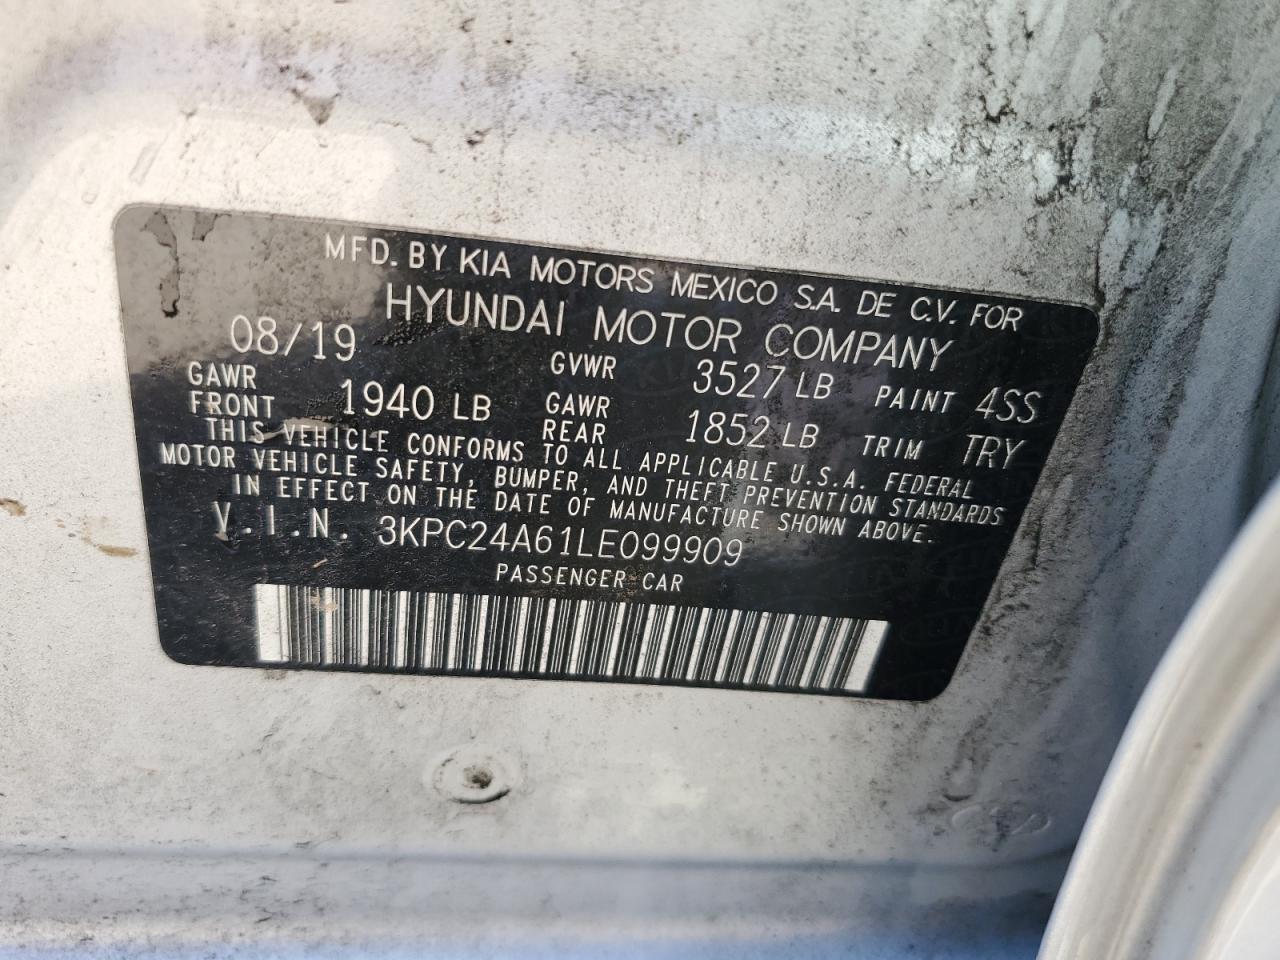 MFD. BY KIA MOTORS MEXICO S.A. DE C.V. FOR
HYUNDAI MOTOR COMPANY
08/19 GVWR 3527 LB PAINT 4SS
GAWR FRONT 1940 LB GAWR REAR 1852 LB TRIM TRY
THIS VEHICLE CONFORMS TO ALL APPLICABLE U.S.A. FEDERAL
MOTOR VEHICLE SAFETY, BUMPER, AND THEFT PREVENTION STANDARDS
IN EFFECT ON THE DATE OF MANUFACTURE SHOWN ABOVE.
V.I.N. 3KPC24A61LE099909
PASSENGER CAR